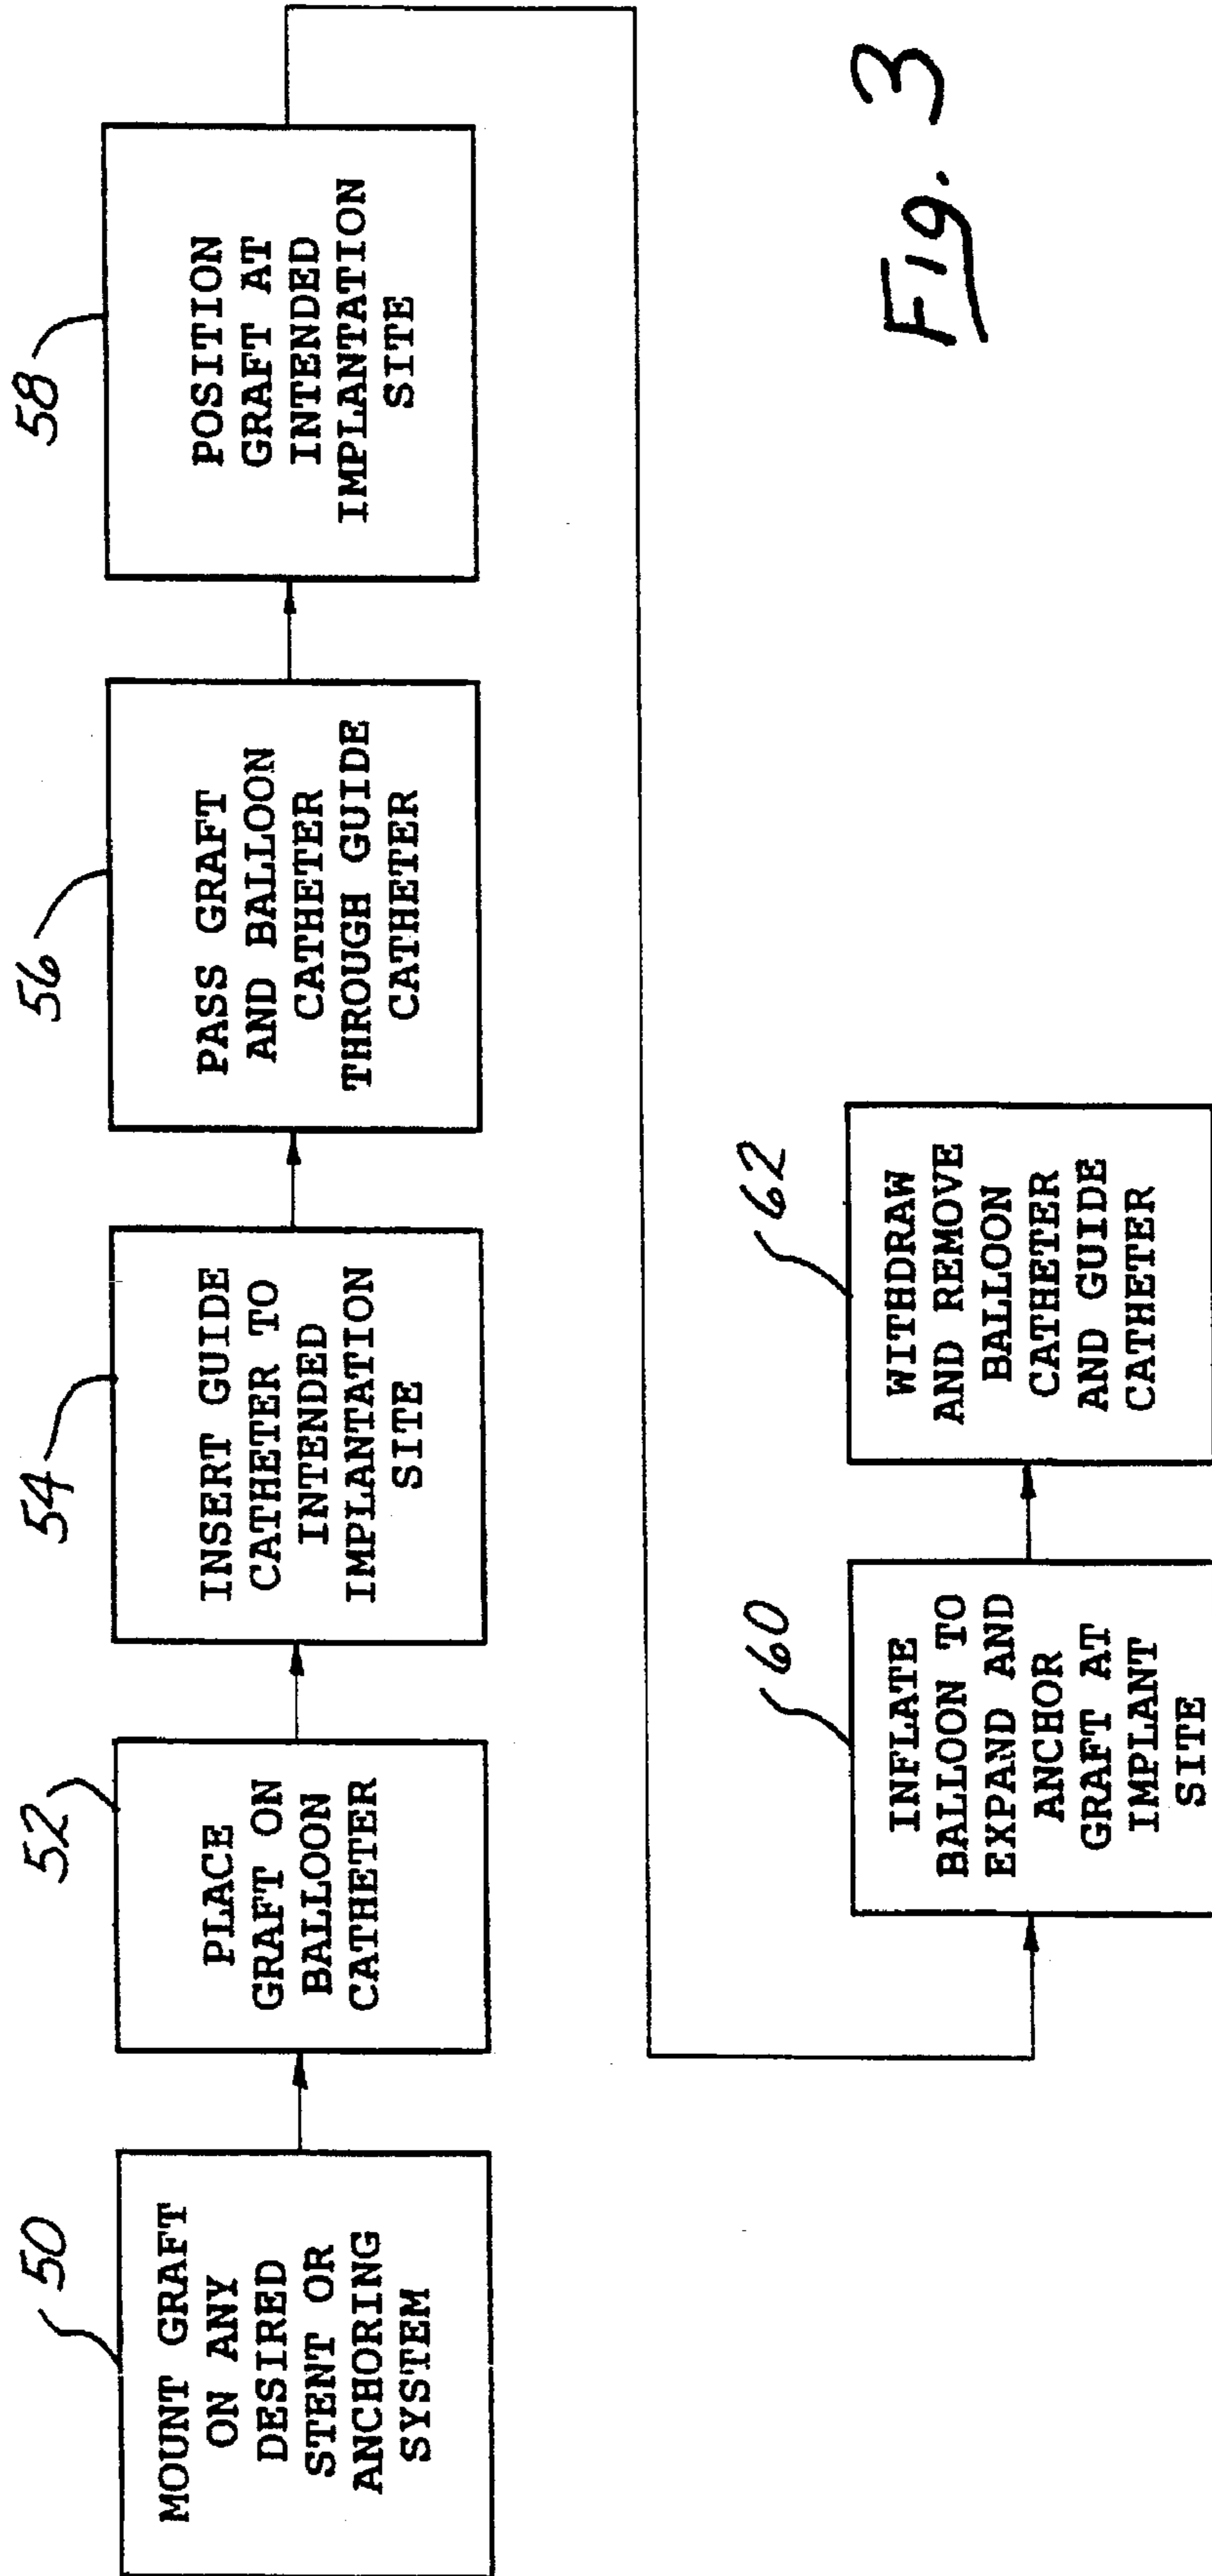 50
MOUNT GRAFT
ON ANY
DESIRED
STENT OR
ANCHORING
SYSTEM
52
PLACE
GRAFT ON
BALLOON
CATHETER
54
INSERT GUIDE
CATHETER TO
INTENDED
IMPLANTATION
SITE
56
PASS GRAFT
AND BALLOON
CATHETER
THROUGH GUIDE
CATHETER
58
POSITION
GRAFT AT
INTENDED
IMPLANTATION
SITE
60
INFLATE
BALLOON TO
EXPAND AND
ANCHOR
GRAFT AT
IMPLANT
SITE
62
WITHDRAW
AND REMOVE
BALLOON
CATHETER
AND GUIDE
CATHETER
Fig. 3